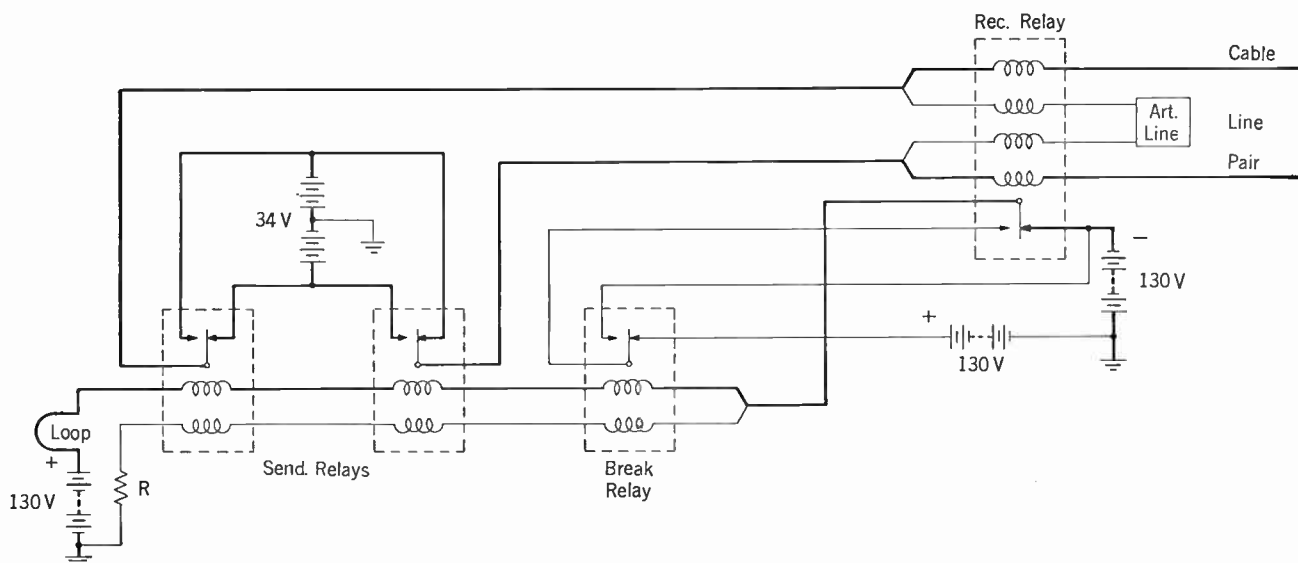 Rec. Relay
Cable
Art.
Line
Line
Pair
34 V
−
130 V
+
130 V
Loop
+
130 V
R
Send. Relays
Break
Relay